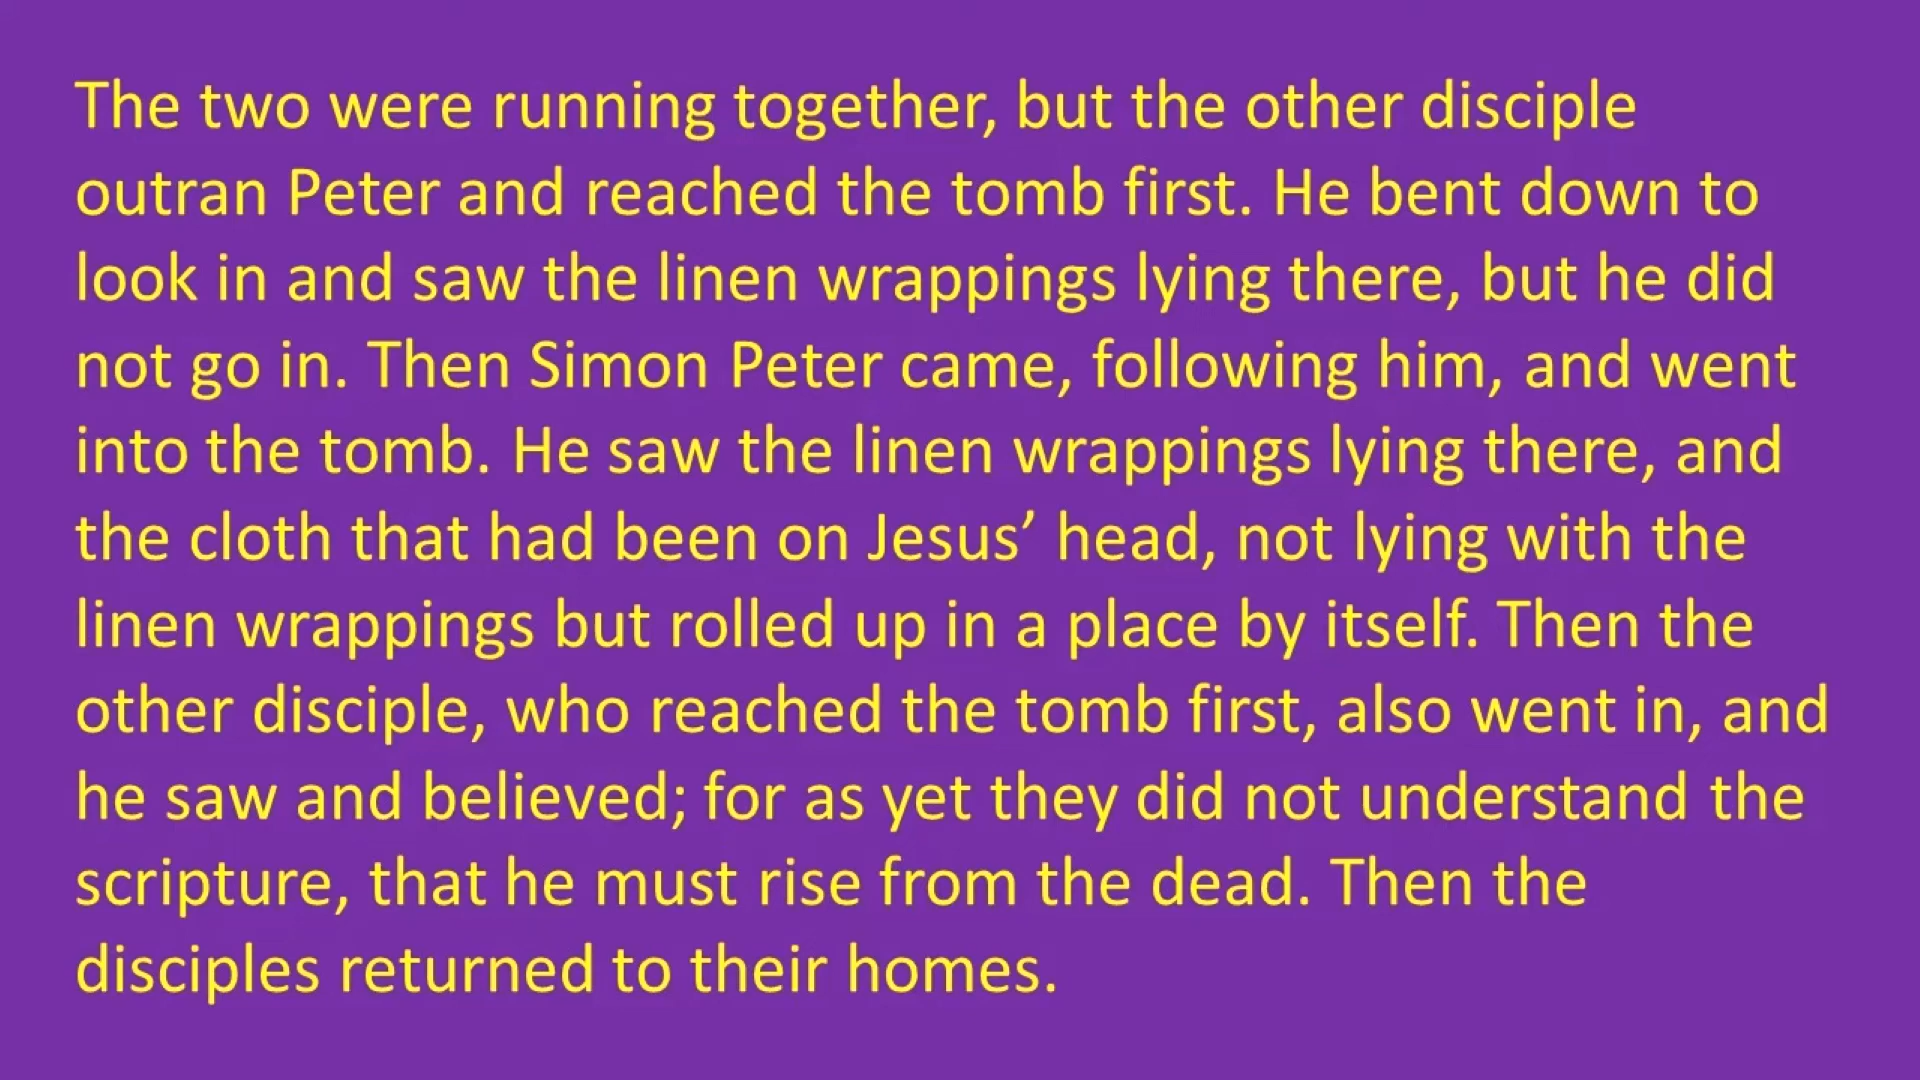 The two were running together, but the other disciple
outran Peter and reached the tomb first. He bent down to
look in and saw the linen wrappings lying there, but he did
not go in. Then Simon Peter came, following him, and went
into the tomb. He saw the linen wrappings lying there, and
the cloth that had been on Jesus’ head, not lying with the
linen wrappings but rolled up in a place by itself. Then the
other disciple, who reached the tomb first, also went in, and
he saw and believed; for as yet they did not understand the
scripture, that he must rise from the dead. Then the
disciples returned to their homes.